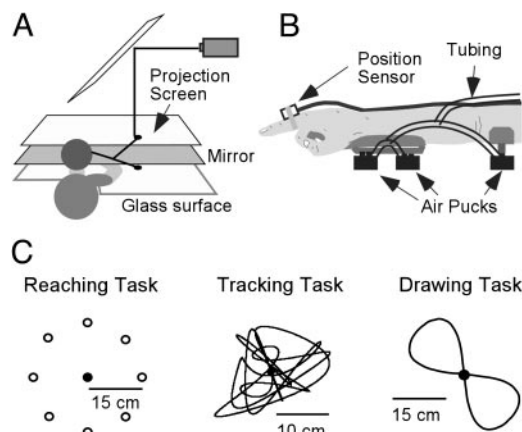 A
Projection
Screen
Mirror
Glass surface
B
Position
Sensor
Tubing
Air Pucks
C
Reaching Task
Tracking Task
Drawing Task
15 cm
10 cm
15 cm